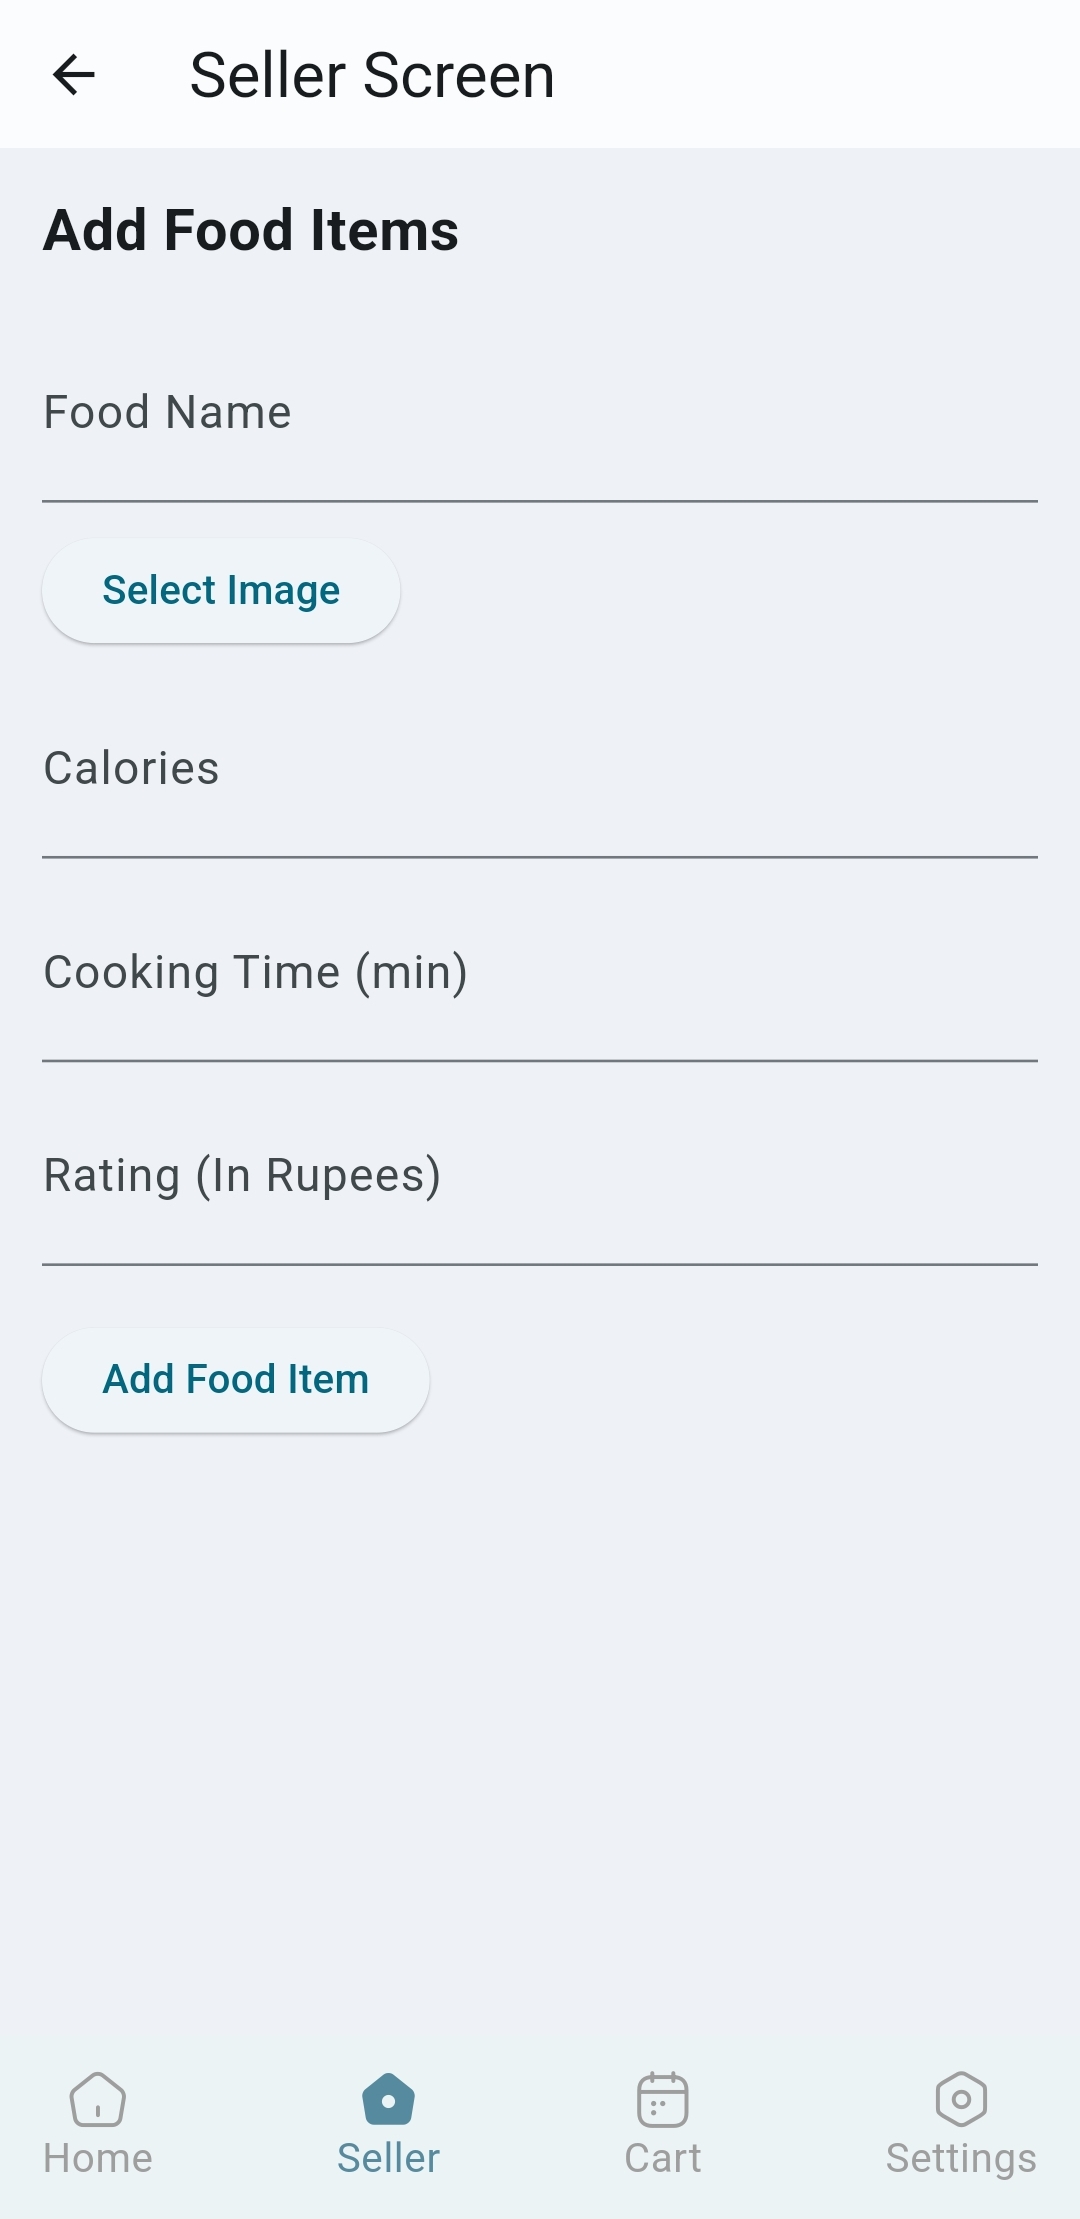 Seller Screen
Add Food Items
Food Name
Select Image
Calories
Cooking Time (min)
Rating (In Rupees)
Add Food Item
Home Seller Cart Settings